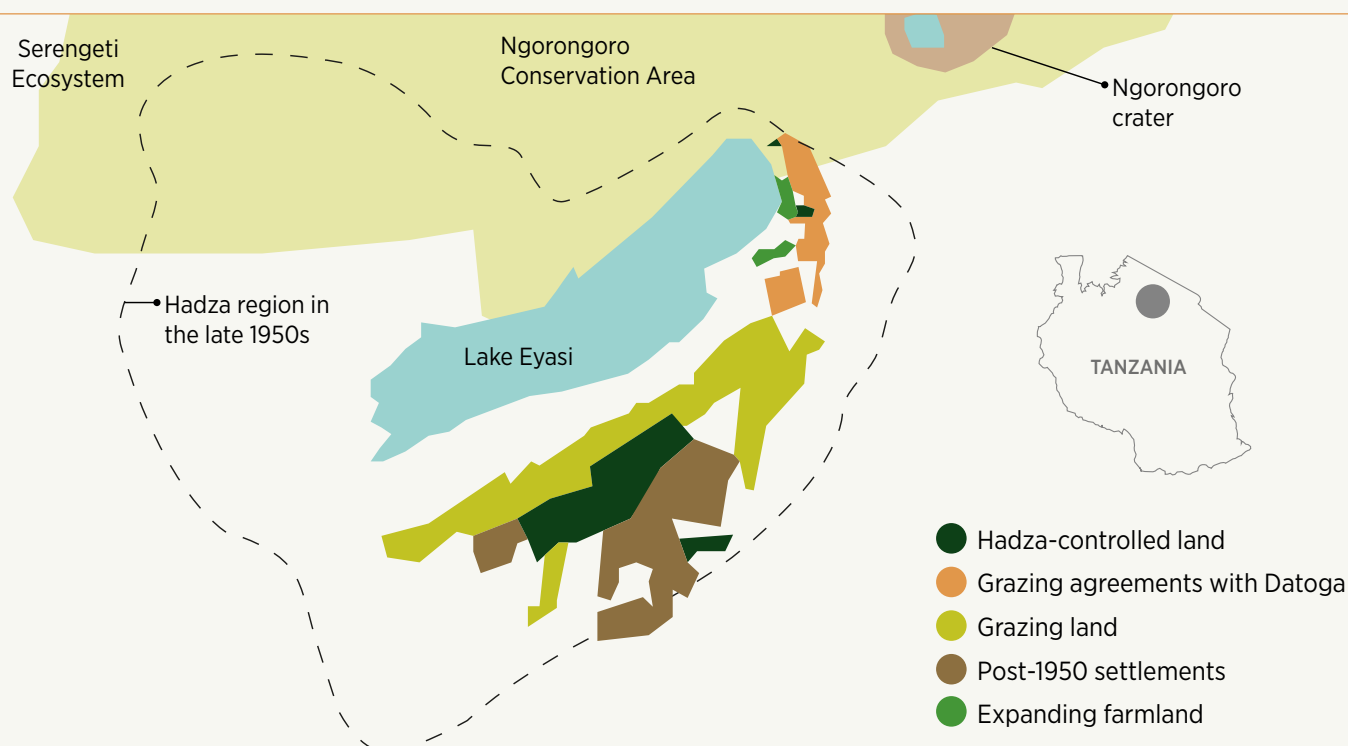 Serengeti
Ecosystem
Ngorongoro
Conservation Area
Ngorongoro
crater
Hadza region in
the late 1950s
Lake Eyasi
TANZANIA
Hadza-controlled land
Grazing agreements with Datoga
Grazing land
Post-1950 settlements
Expanding farmland